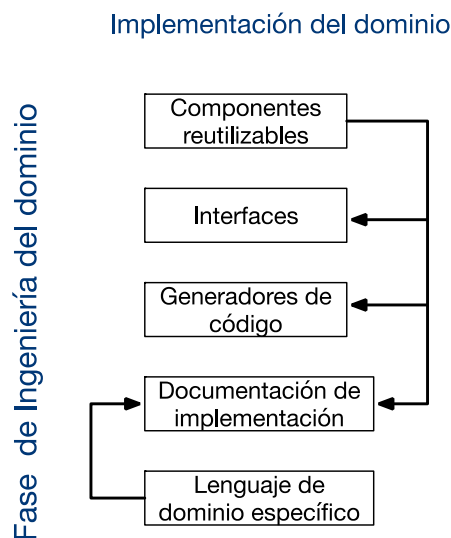 Implementación del dominio
Fase de Ingeniería del dominio
Componentes
reutilizables
Interfaces
Generadores de
código
Documentación de
implementación
Lenguaje de
dominio específico